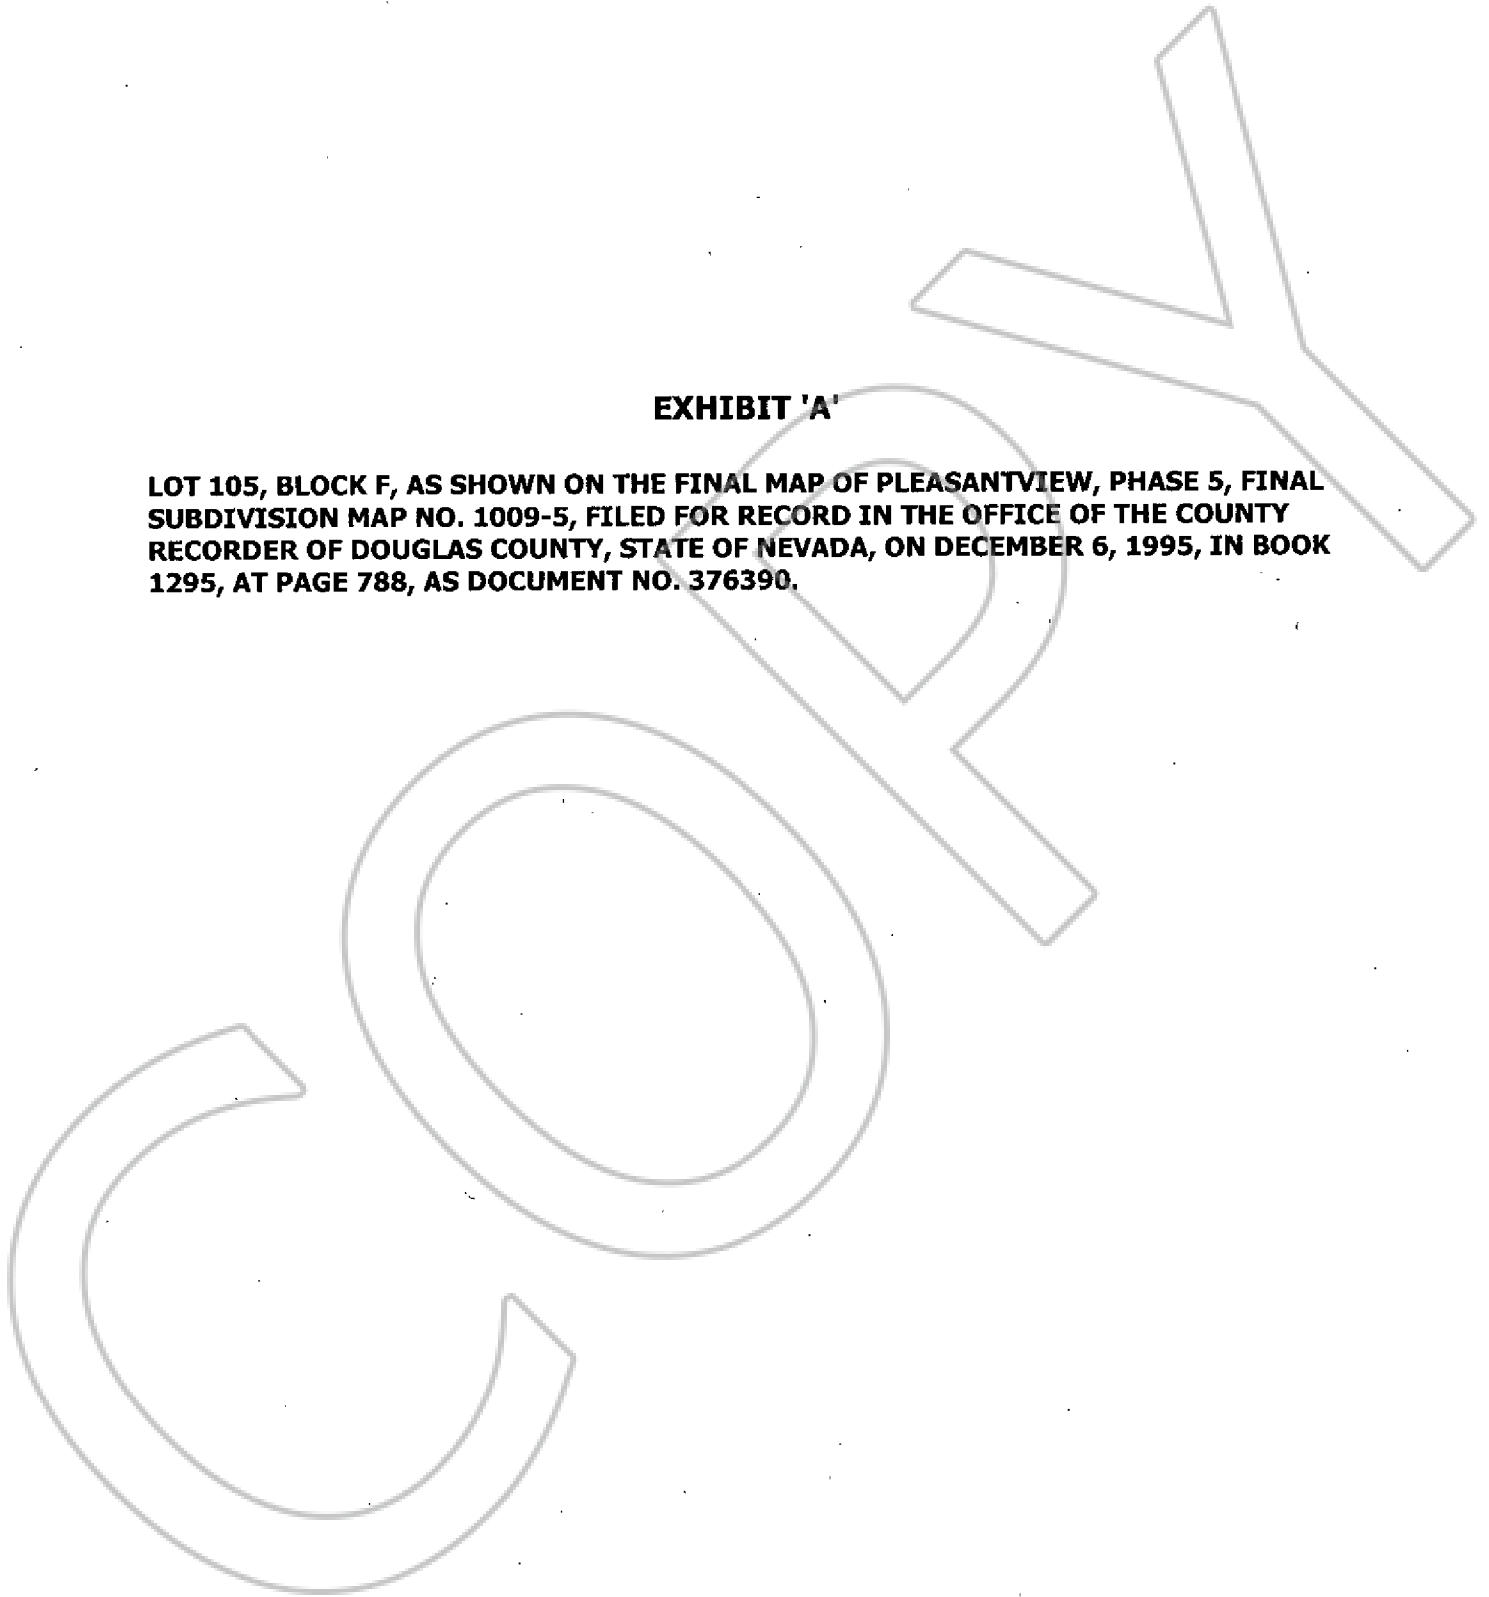 EXHIBIT 'A'
LOT 105, BLOCK F, AS SHOWN ON THE FINAL MAP OF PLEASANTVIEW, PHASE 5, FINAL
SUBDIVISION MAP NO. 1009-5, FILED FOR RECORD IN THE OFFICE OF THE COUNTY
RECORDER OF DOUGLAS COUNTY, STATE OF NEVADA, ON DECEMBER 6, 1995, IN BOOK
1295, AT PAGE 788, AS DOCUMENT NO. 376390.
COPY